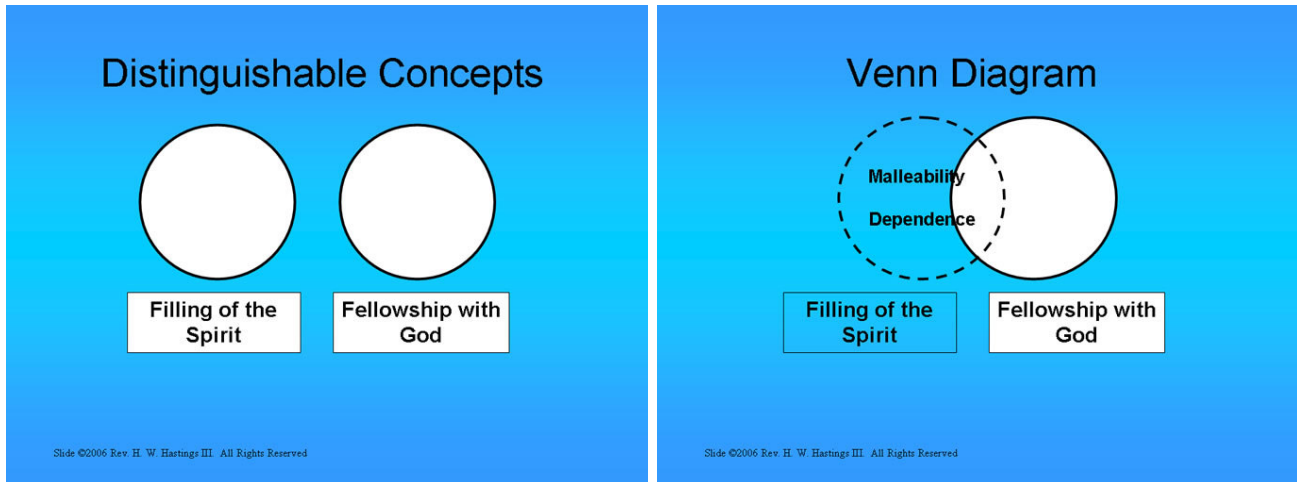 Distinguishable Concepts
Filling of the
Spirit
Fellowship with
God
Slide ©2006 Rev. H. W. Hastings III. All Rights Reserved
Venn Diagram
Malleability
Dependence
Filling of the
Spirit
Fellowship with
God
Slide ©2006 Rev. H. W. Hastings III. All Rights Reserved